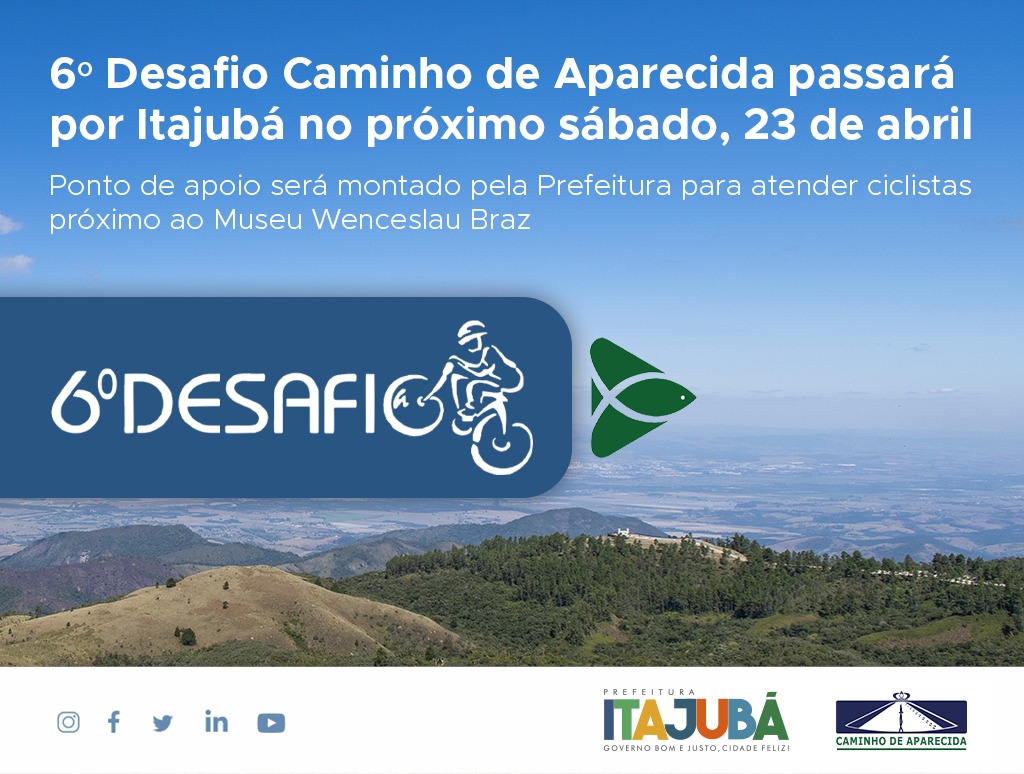 6º Desafio Caminho de Aparecida passará
por Itajubá no próximo sábado, 23 de abril
Ponto de apoio será montado pela Prefeitura para atender ciclistas
próximo ao Museu Wenceslau Braz
6º DESAFIO
PREFEITURA
ITAJUBÁ
GOVERNO BOM E JUSTO, CIDADE FELIZ!
CAMINHO DE APARECIDA